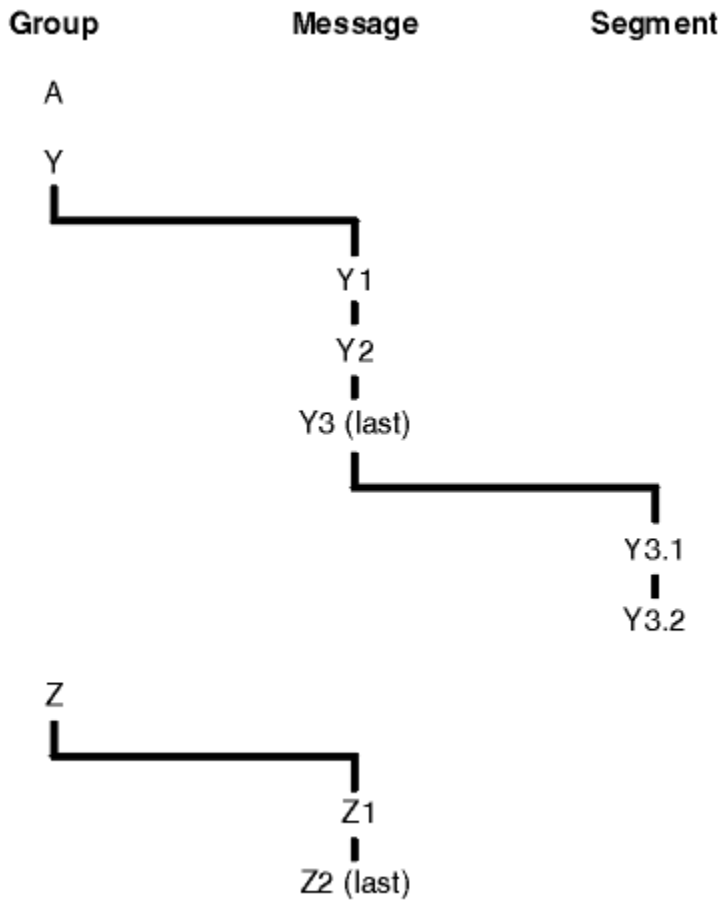 Group Message Segment
A
Y
Y1
Y2
Y3 (last)
Y3.1
Y3.2
Z
Z1
Z2 (last)